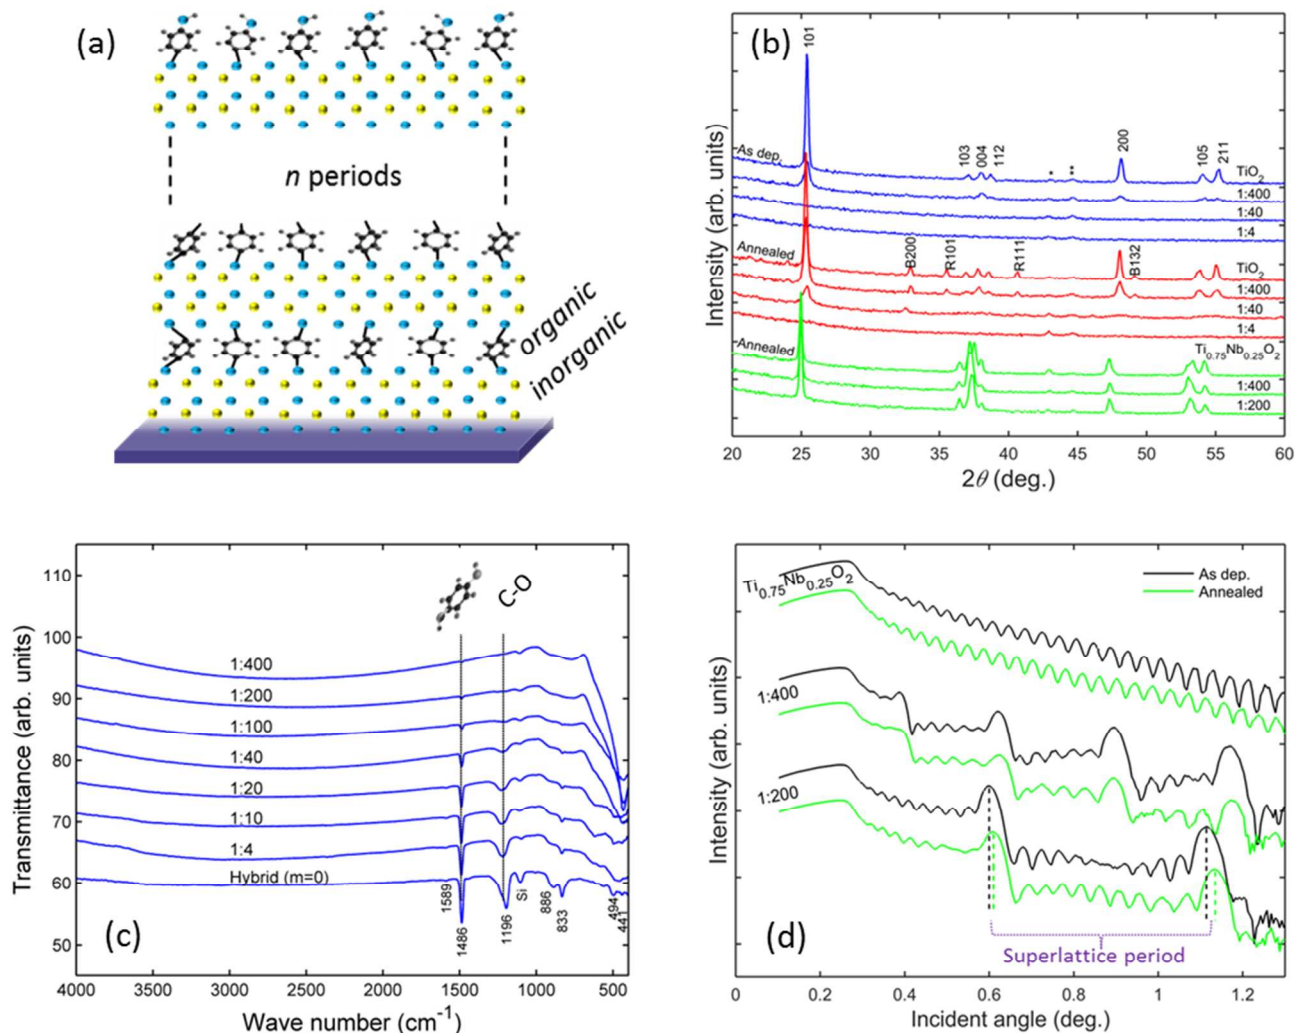 (a)
n periods
organic
inorganic
(b)
Intensity (arb. units)
101
103
004
112
*
**
200
105
211
As dep.
TiO2
1:400
1:40
1:4
Annealed
B200
R101
R111
B132
TiO2
1:400
1:40
1:4
Annealed
Ti0.75Nb0.25O2
1:400
1:200
20 25 30 35 40 45 50 55 60
2θ (deg.)
(c)
Transmittance (arb. units)
110
100
90
80
70
60
50
C-O
1:400
1:200
1:100
1:40
1:20
1:10
1:4
Hybrid (m=0)
1589
1486
1196
Si
886
833
494
441
4000 3500 3000 2500 2000 1500 1000 500
Wave number (cm-1)
(d)
Intensity (arb. units)
Ti0.75Nb0.25O2
As dep.
Annealed
1:400
1:200
Superlattice period
0 0.2 0.4 0.6 0.8 1 1.2
Incident angle (deg.)